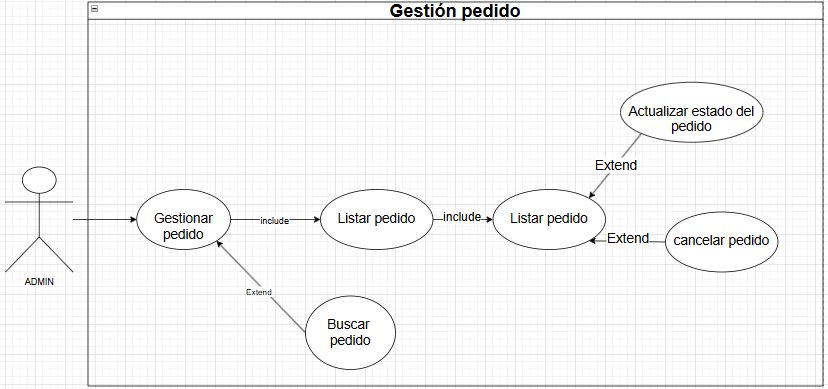 Gestión pedido
Actualizar estado del
pedido
Extend
Gestionar
pedido
include
Listar pedido
include
Listar pedido
Extend
cancelar pedido
ADMIN
Extend
Buscar
pedido